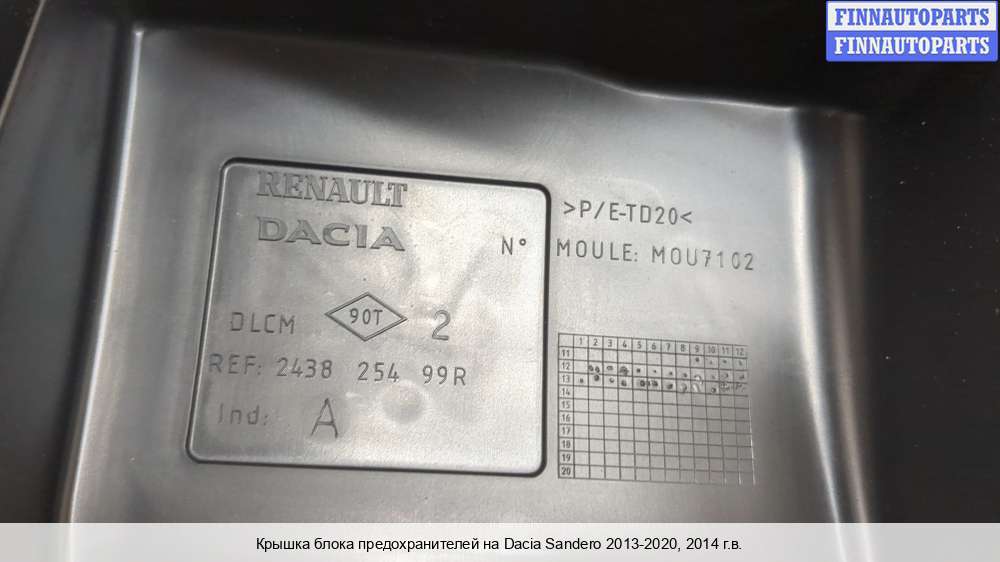 FINNAUTOPARTS
FINNAUTOPARTS
RENAULT
DACIA
N°
DLCM 90T 2
REF: 2438 254 99R
Ind: A
>P/E-TD20<
MOULE: MOU7102
1 2 3 4 5 6 7 8 9 10 11 12
11
12
13
14
15
16
17
18
19
20
Крышка блока предохранителей на Dacia Sandero 2013-2020, 2014 г.в.